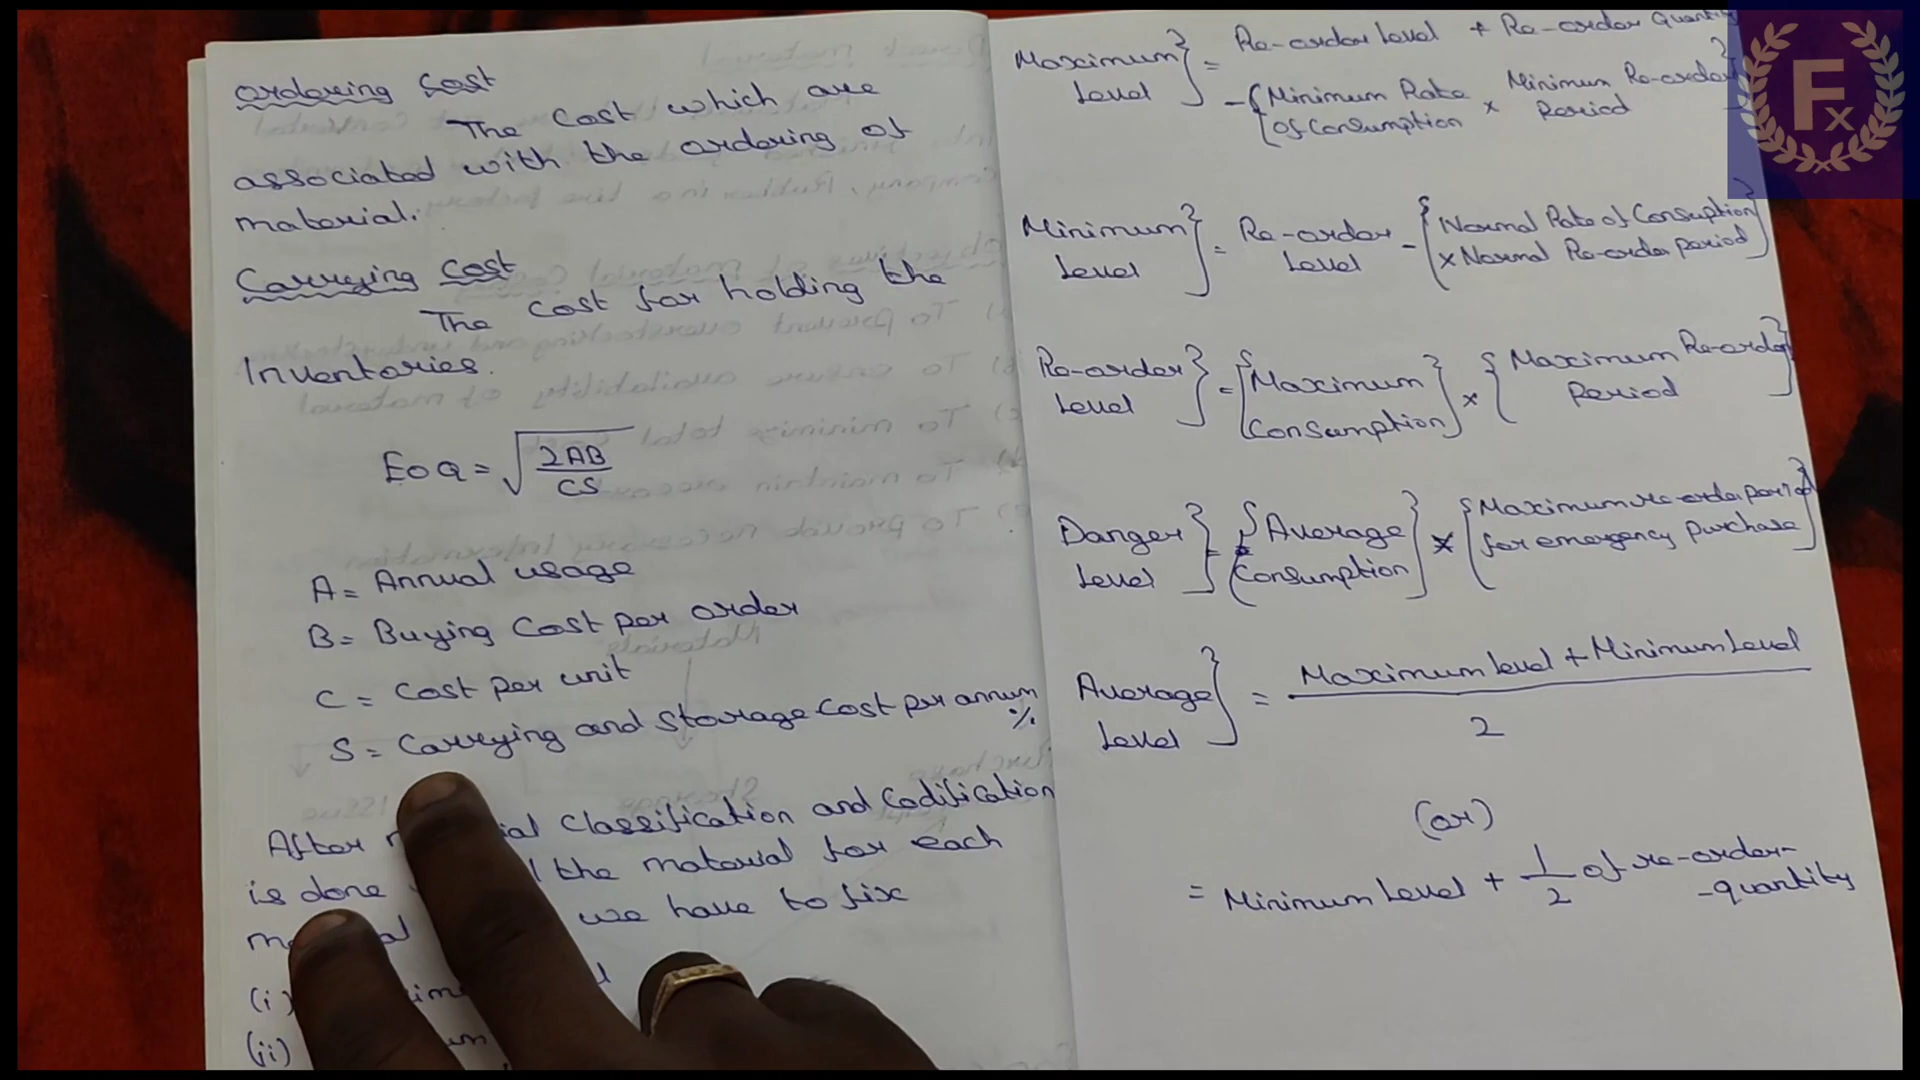 ordering cost
The cost which are
associated with the ordering of
material.
Carrying cost
The cost for holding the
Inventories.
EOQ = √2AB/CS
A = Annual usage
B = Buying cost per order
C = cost per unit
S = Carrying and storage cost per annum
%
After classification and codification
is done the material for each
we have to fix
(i)
(ii)
Maximum Level } = Re-order Level + Re-order Quantity
- { Minimum Rate of Consumption × Minimum Re-order Period }
Minimum Level } = Re-order Level - { Normal Rate of Consuption
× Normal Re-order period }
Re-order Level } = { Maximum Consumption } × { Maximum Re-order Period }
Danger Level } = { Average Consumption } × { Maximum re-order period
for emergency purchase }
Average Level } = Maximum Level + Minimum Level
2
(or)
= Minimum Level + 1/2 of re-order-
-quantity
Fx